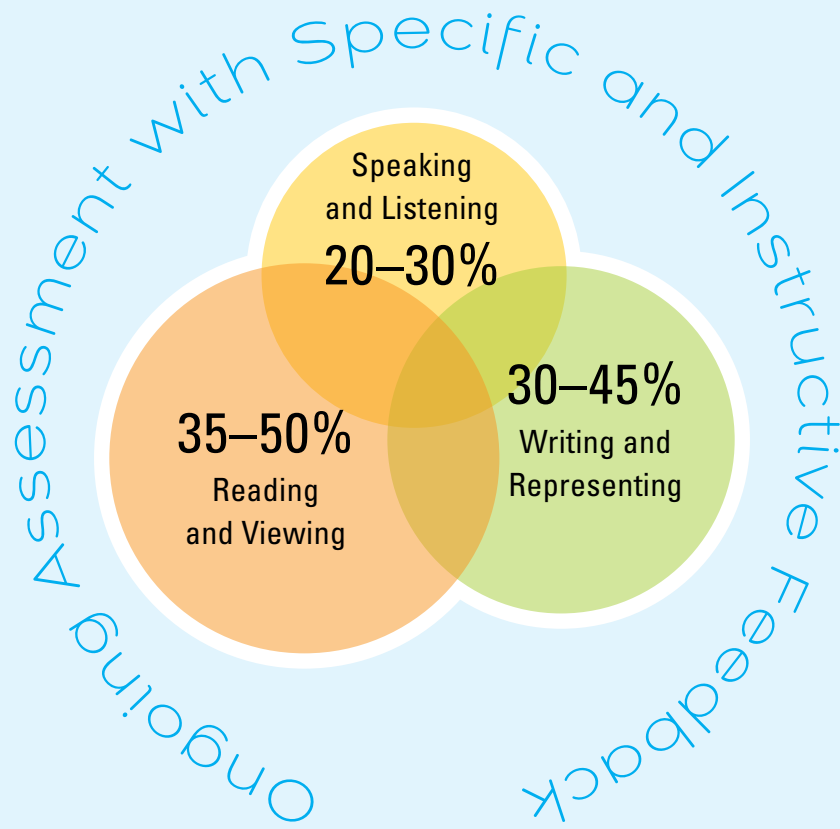 Ongoing Assessment with Specific and Instructive Feedback
Speaking
and Listening
20–30%
35–50%
Reading
and Viewing
30–45%
Writing and
Representing